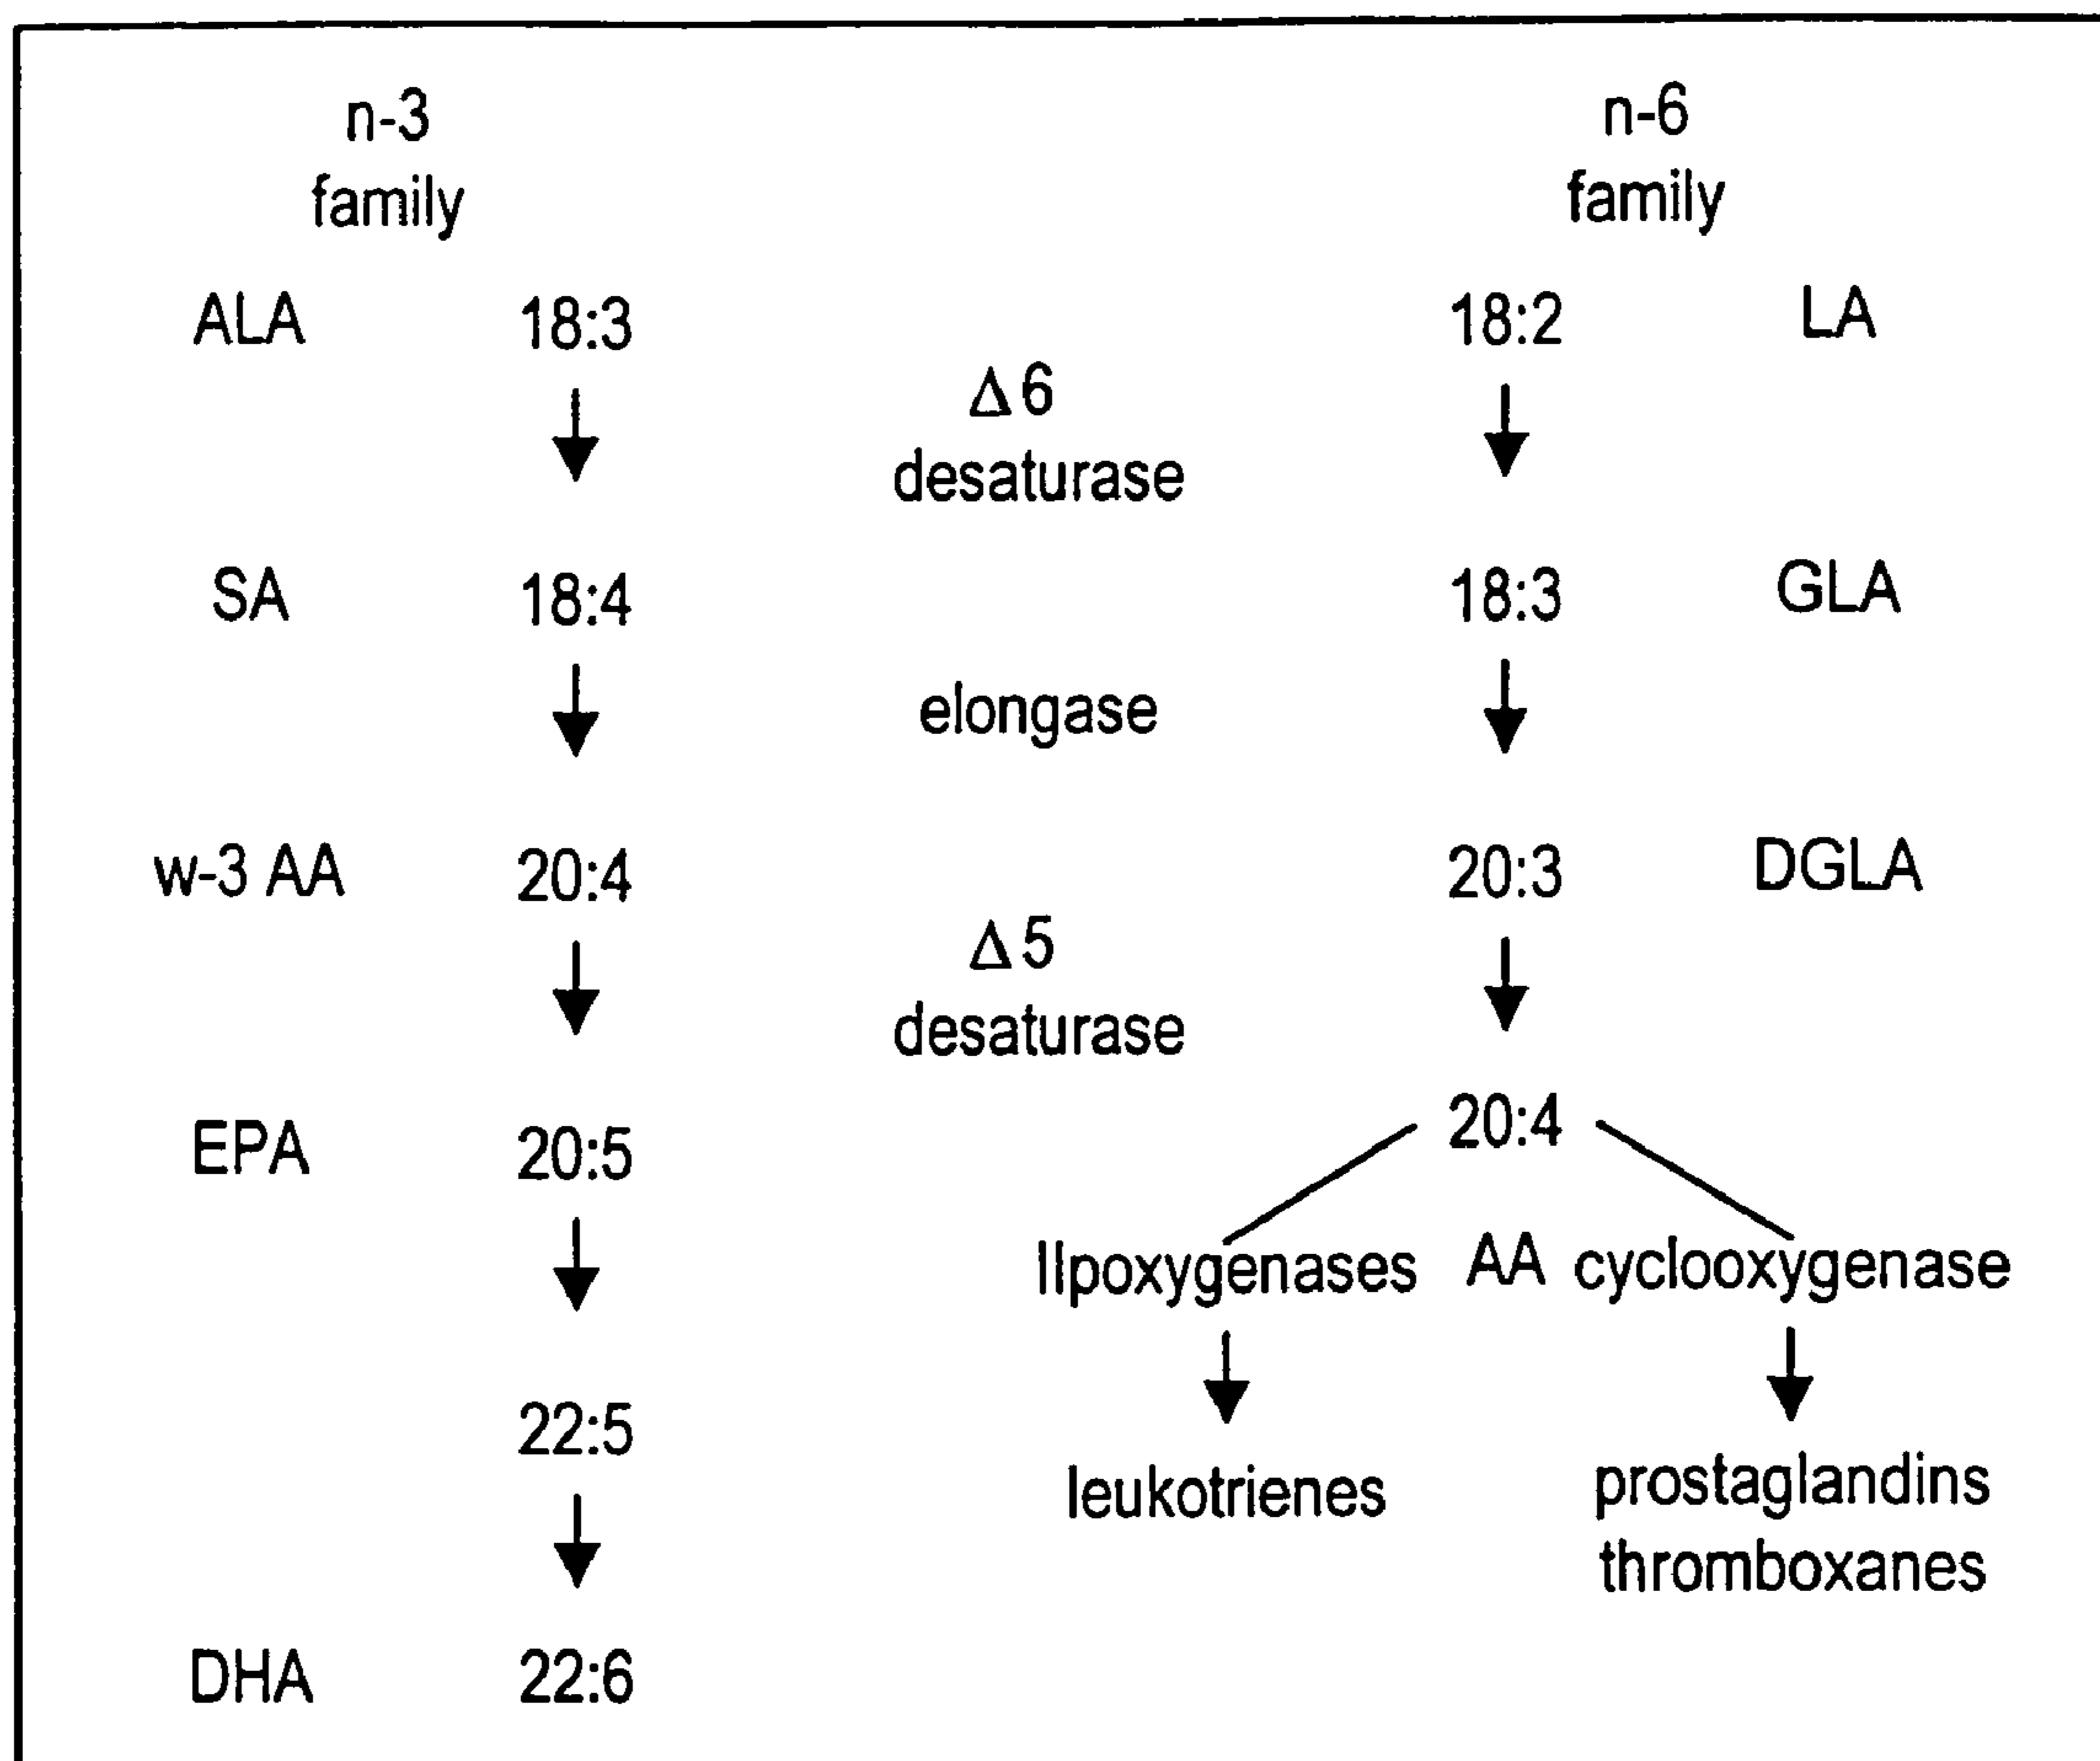 n-3
family
n-6
family
ALA 18:3 18:2 LA
Δ6
desaturase
SA 18:4 18:3 GLA
elongase
w-3 AA 20:4 20:3 DGLA
Δ5
desaturase
EPA 20:5 20:4
lipoxygenases AA cyclooxygenase
22:5
leukotrienes
prostaglandins
thromboxanes
DHA 22:6